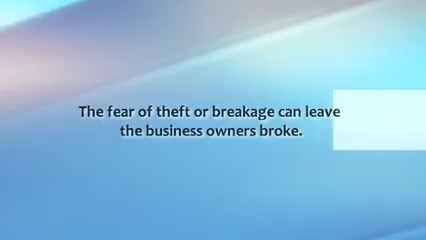 The fear of theft or breakage can leave
the business owners broke.